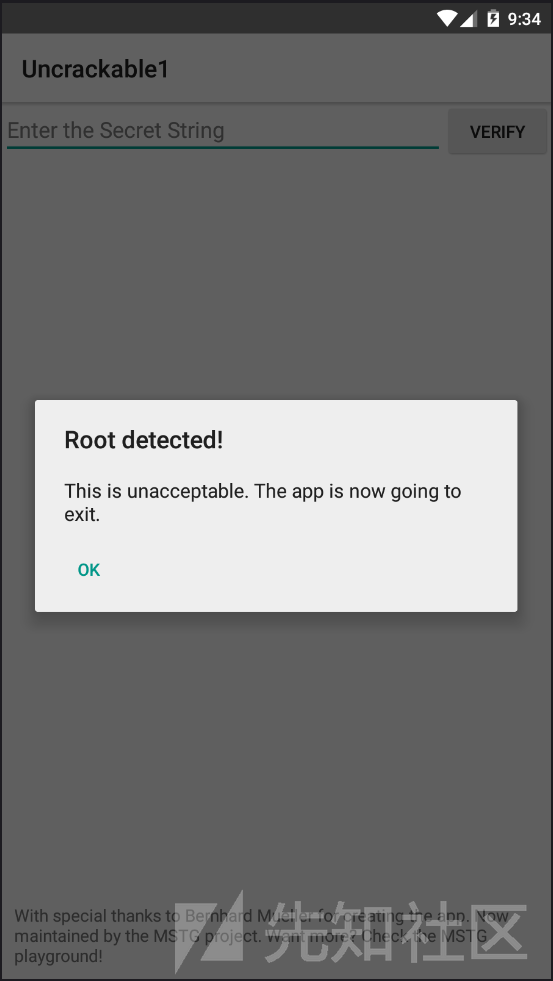 9:34
Uncrackable1
Enter the Secret String
VERIFY
Root detected!
This is unacceptable. The app is now going to
exit.
OK
With special thanks to Bernhard Mueller for creating the app. Now
maintained by the MSTG project. Want more? Check the MSTG
playground!
先知社区